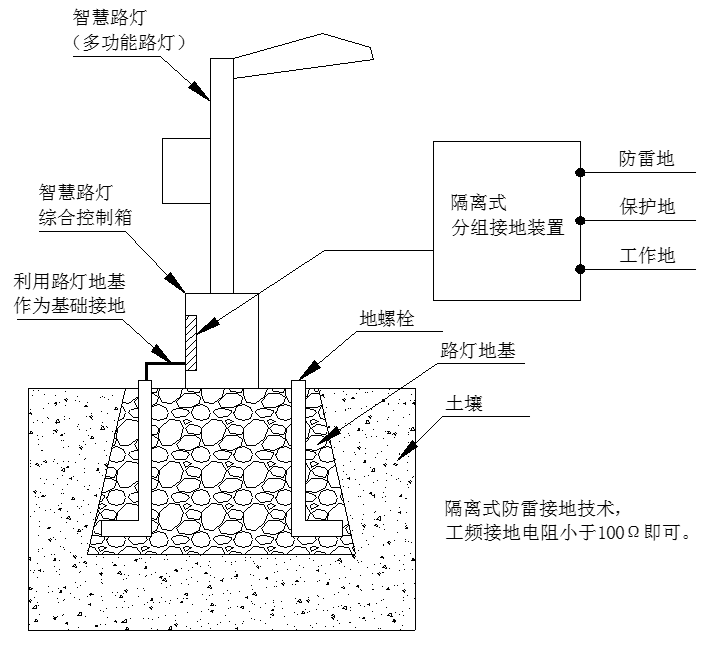 智慧路灯
（多功能路灯）
智慧路灯
综合控制箱
利用路灯地基
作为基础接地
隔离式
分组接地装置
防雷地
保护地
工作地
地螺栓
路灯地基
土壤
隔离式防雷接地技术，
工频接地电阻小于100Ω即可。